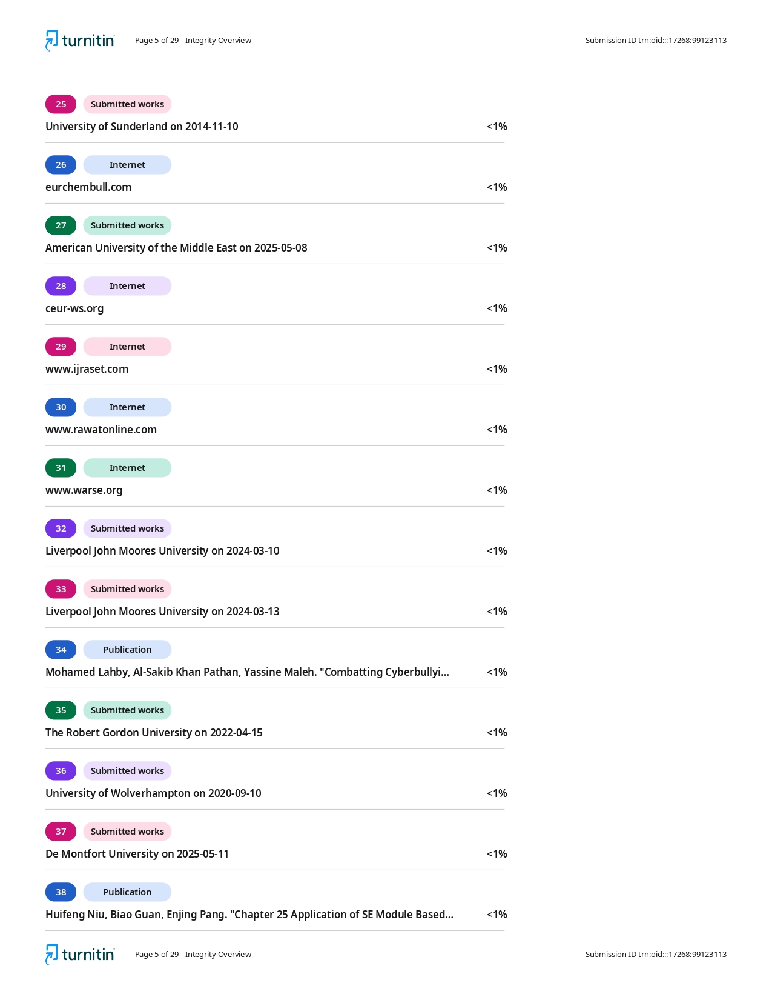 turnitin Page 5 of 29 - Integrity Overview Submission ID trn:oid:::17268:99123113
25 Submitted works
University of Sunderland on 2014-11-10 <1%
26 Internet
eurchembull.com <1%
27 Submitted works
American University of the Middle East on 2025-05-08 <1%
28 Internet
ceur-ws.org <1%
29 Internet
www.ijraset.com <1%
30 Internet
www.rawatonline.com <1%
31 Internet
www.warse.org <1%
32 Submitted works
Liverpool John Moores University on 2024-03-10 <1%
33 Submitted works
Liverpool John Moores University on 2024-03-13 <1%
34 Publication
Mohamed Lahby, Al-Sakib Khan Pathan, Yassine Maleh. "Combatting Cyberbullyi... <1%
35 Submitted works
The Robert Gordon University on 2022-04-15 <1%
36 Submitted works
University of Wolverhampton on 2020-09-10 <1%
37 Submitted works
De Montfort University on 2025-05-11 <1%
38 Publication
Huifeng Niu, Biao Guan, Enjing Pang. "Chapter 25 Application of SE Module Based... <1%
turnitin Page 5 of 29 - Integrity Overview Submission ID trn:oid:::17268:99123113